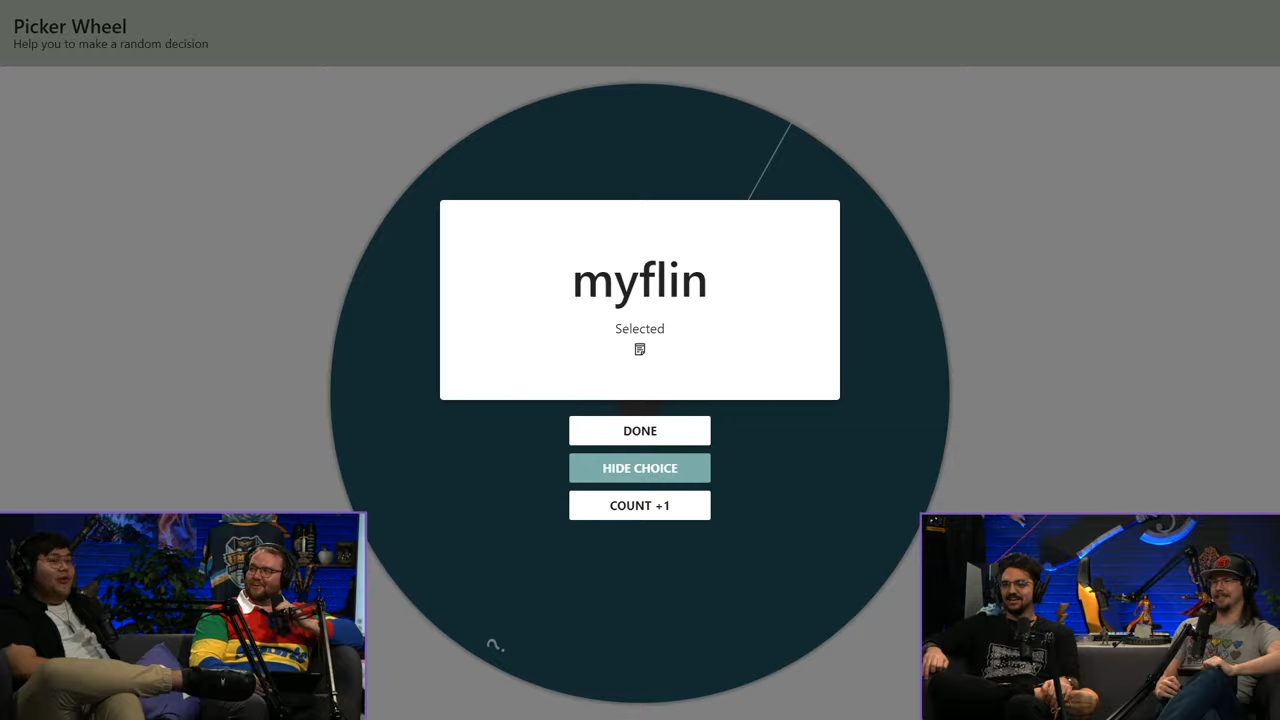 Picker Wheel
Help you to make a random decision
myflin
Selected
DONE
HIDE CHOICE
COUNT +1
?